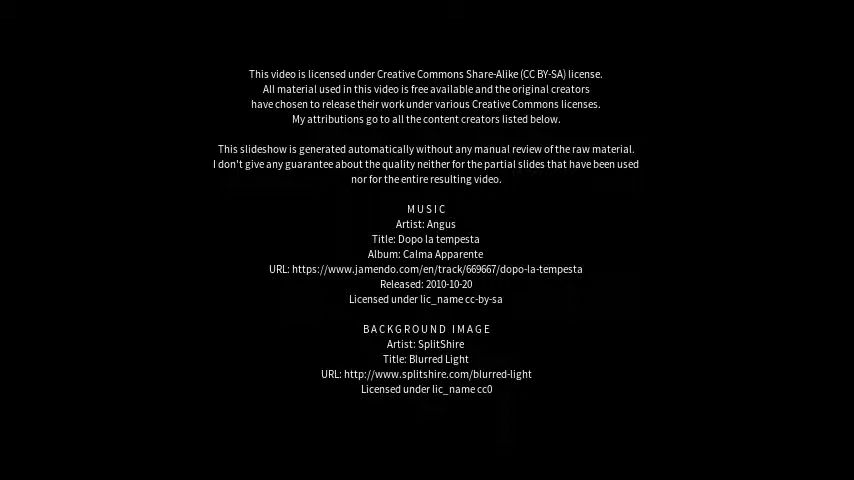 This video is licensed under Creative Commons Share-Alike (CC BY-SA) license.
All material used in this video is free available and the original creators
have chosen to release their work under various Creative Commons licenses.
My attributions go to all the content creators listed below.
This slideshow is generated automatically without any manual review of the raw material.
I don't give any guarantee about the quality neither for the partial slides that have been used
nor for the entire resulting video.
MUSIC
Artist: Angus
Title: Dopo la tempesta
Album: Calma Apparente
URL: https://www.jamendo.com/en/track/669667/dopo-la-tempesta
Released: 2010-10-20
Licensed under lic_name cc-by-sa
BACKGROUND IMAGE
Artist: SplitShire
Title: Blurred Light
URL: http://www.splitshire.com/blurred-light
Licensed under lic_name cc0